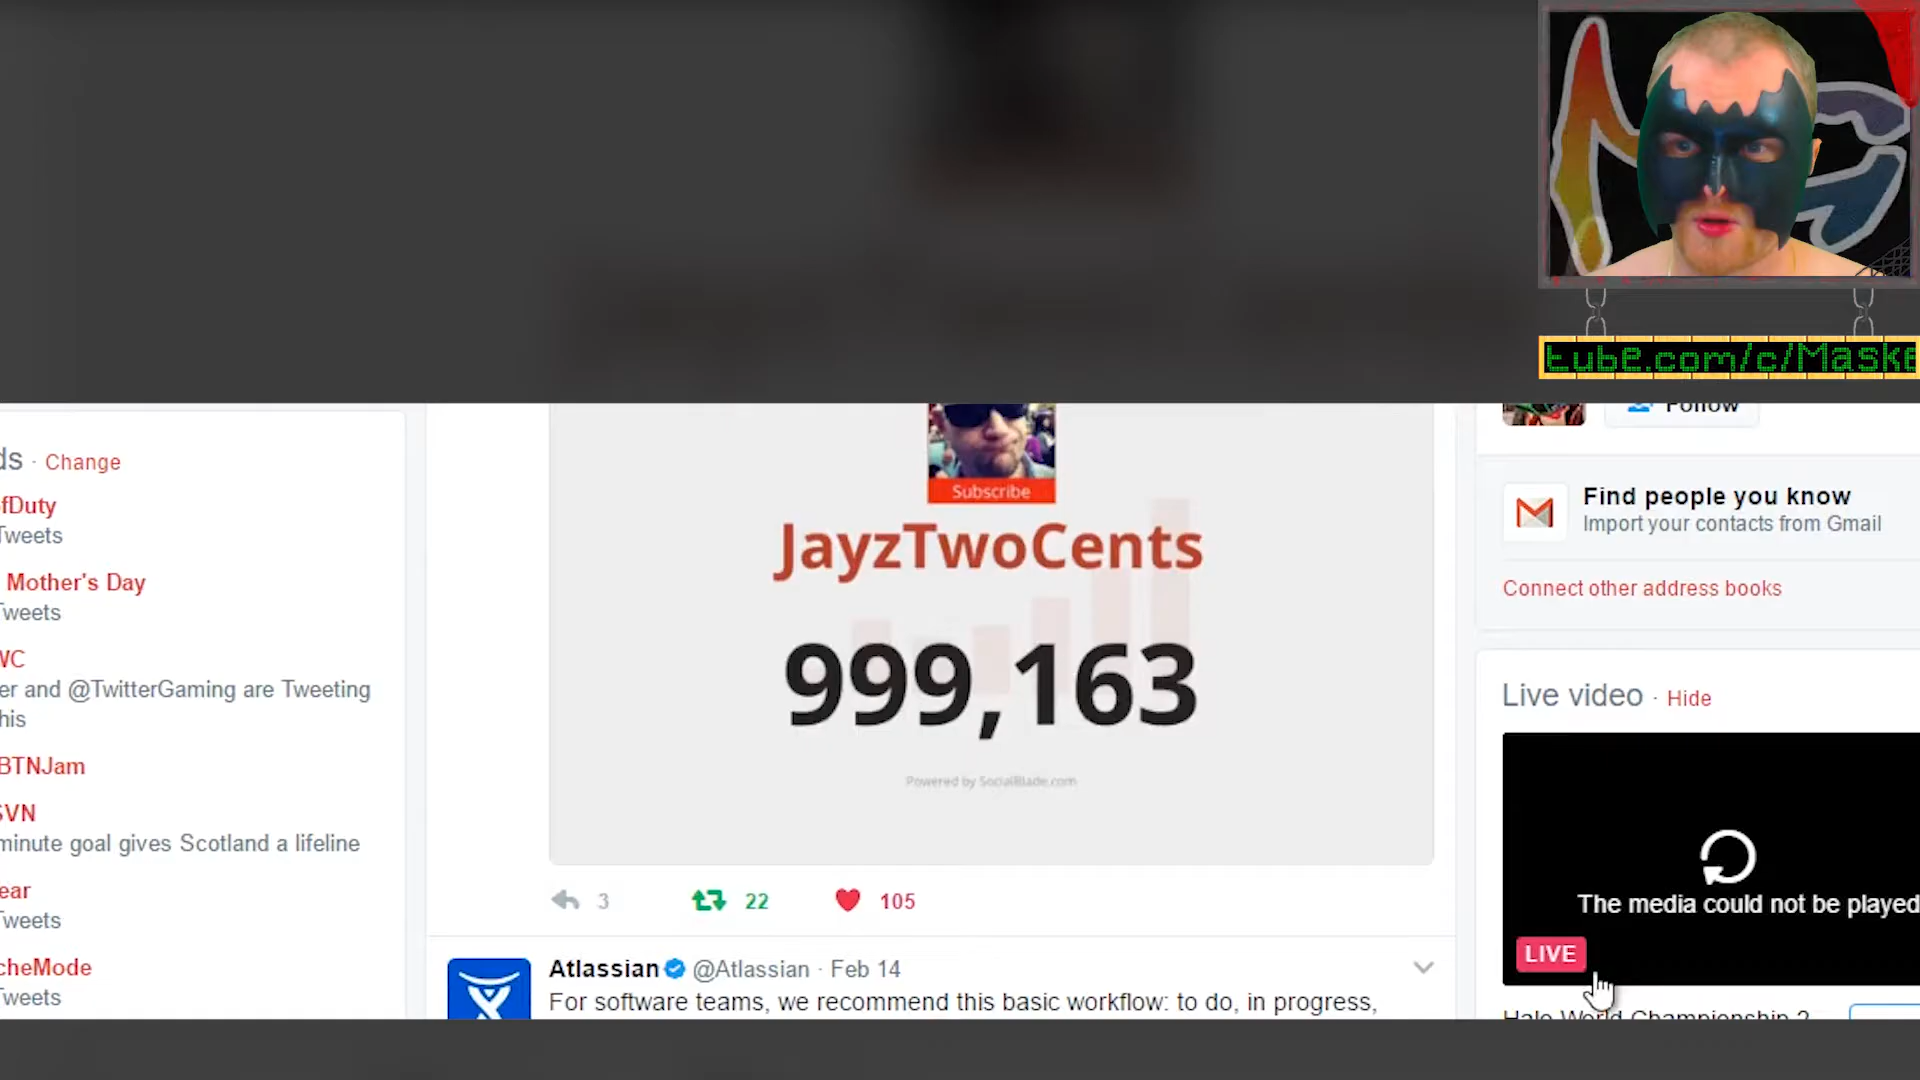 tube.com/c/Maske
Follow
ds · Change
fDuty
Tweets
Mother's Day
Tweets
WC
er and @TwitterGaming are Tweeting
his
BTNJam
SVN
minute goal gives Scotland a lifeline
ear
Tweets
cheMode
Tweets
Subscribe
JayzTwoCents
999,163
Powered by SocialBlade.com
3 22 105
Atlassian @Atlassian · Feb 14
For software teams, we recommend this basic workflow: to do, in progress,
Find people you know
Import your contacts from Gmail
Connect other address books
Live video · Hide
The media could not be played
LIVE
Halo World Championship 2